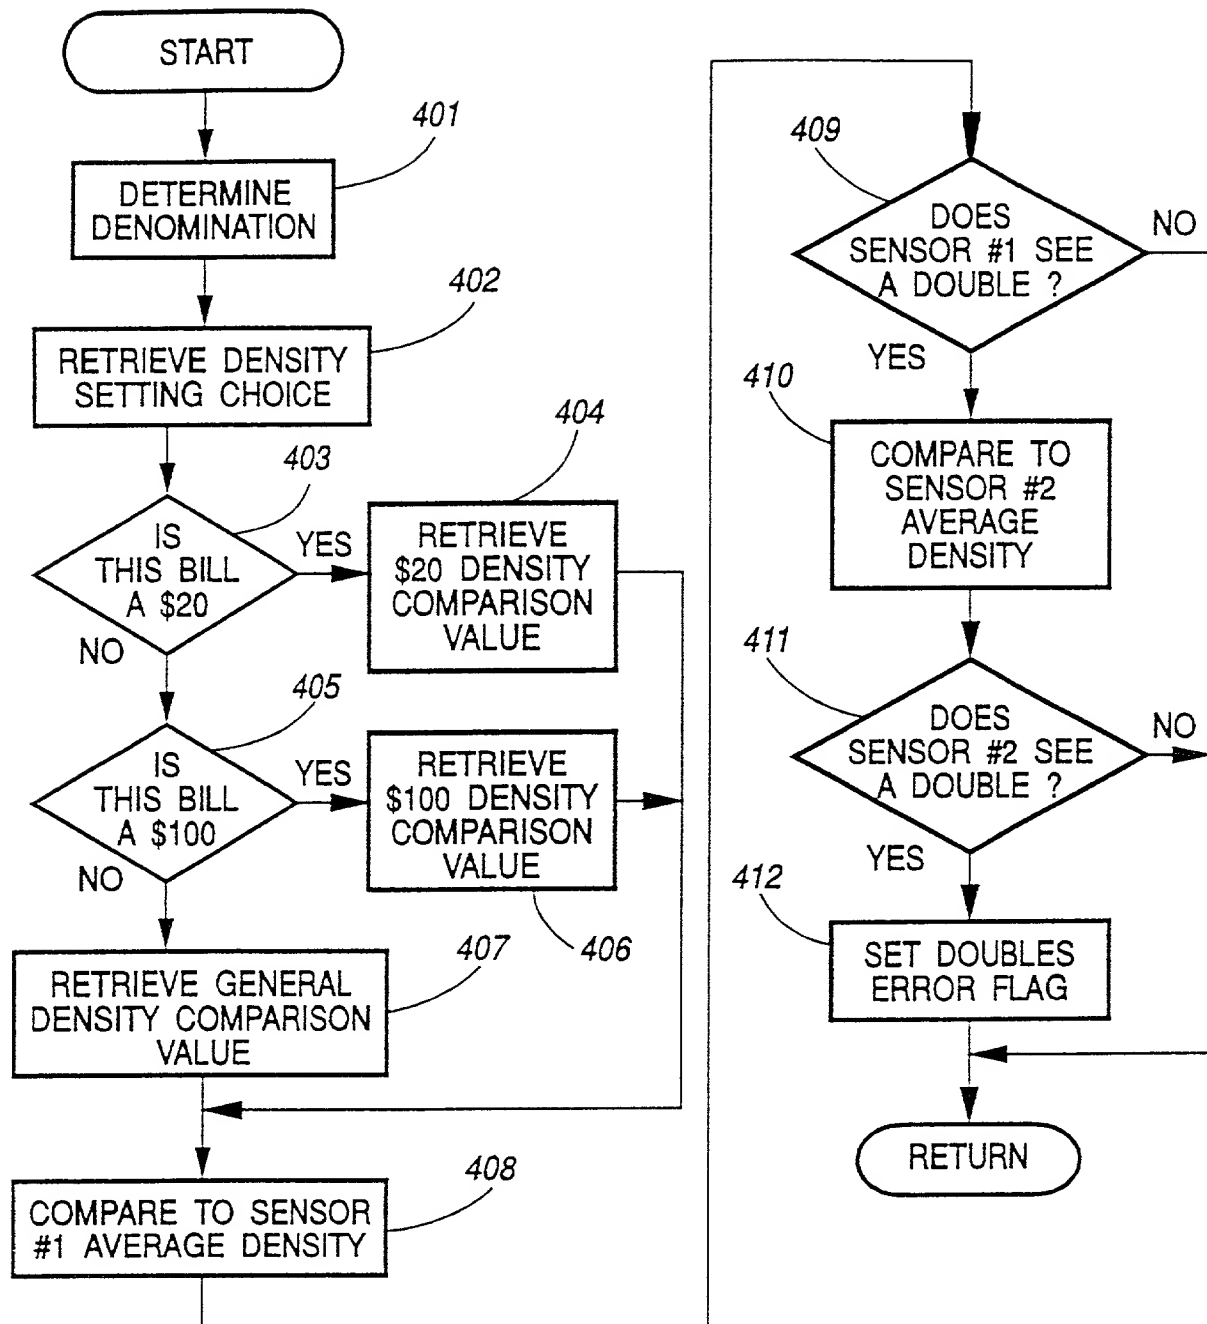 START
401
DETERMINE
DENOMINATION
402
RETRIEVE DENSITY
SETTING CHOICE
403
IS
THIS BILL
A $20
YES
NO
404
RETRIEVE
$20 DENSITY
COMPARISON
VALUE
405
IS
THIS BILL
A $100
YES
NO
RETRIEVE
$100 DENSITY
COMPARISON
VALUE
406
407
RETRIEVE GENERAL
DENSITY COMPARISON
VALUE
408
COMPARE TO SENSOR
#1 AVERAGE DENSITY
409
DOES
SENSOR #1 SEE
A DOUBLE ?
NO
YES
410
COMPARE TO
SENSOR #2
AVERAGE
DENSITY
411
DOES
SENSOR #2 SEE
A DOUBLE ?
NO
YES
412
SET DOUBLES
ERROR FLAG
RETURN